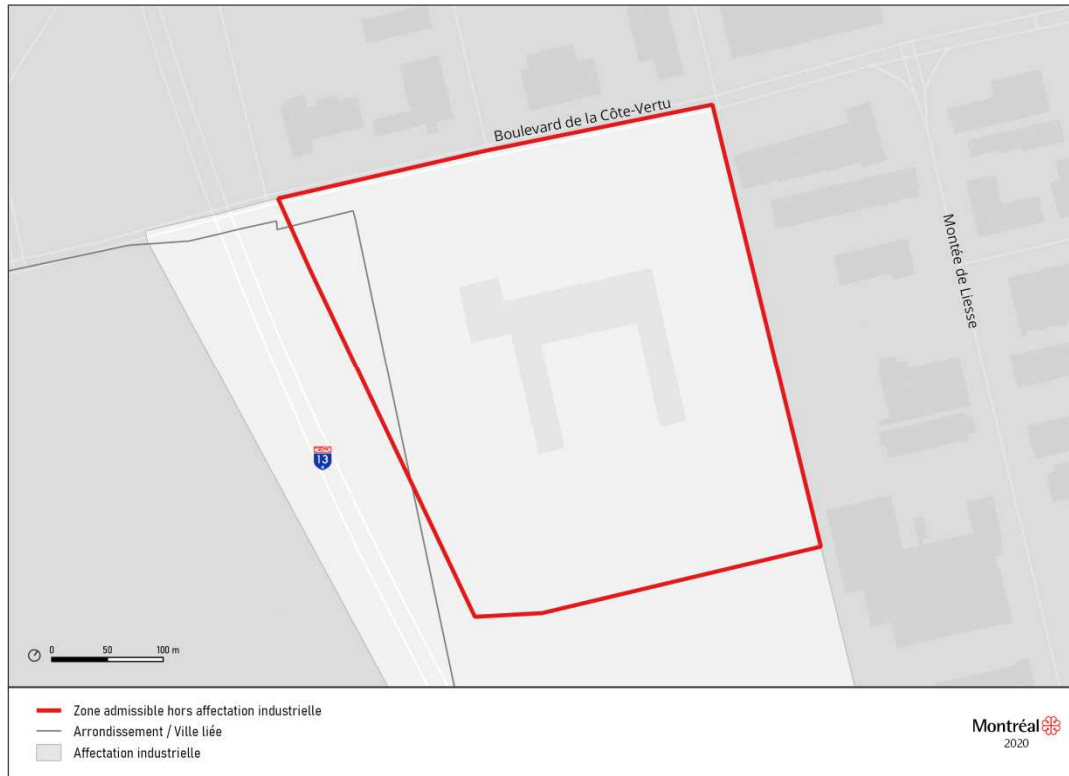 Boulevard de la Côte-Vertu
Montée de Liesse
13
0 50 100 m
Zone admissible hors affectation industrielle
Arrondissement / Ville liée
Affectation industrielle
Montréal
2020